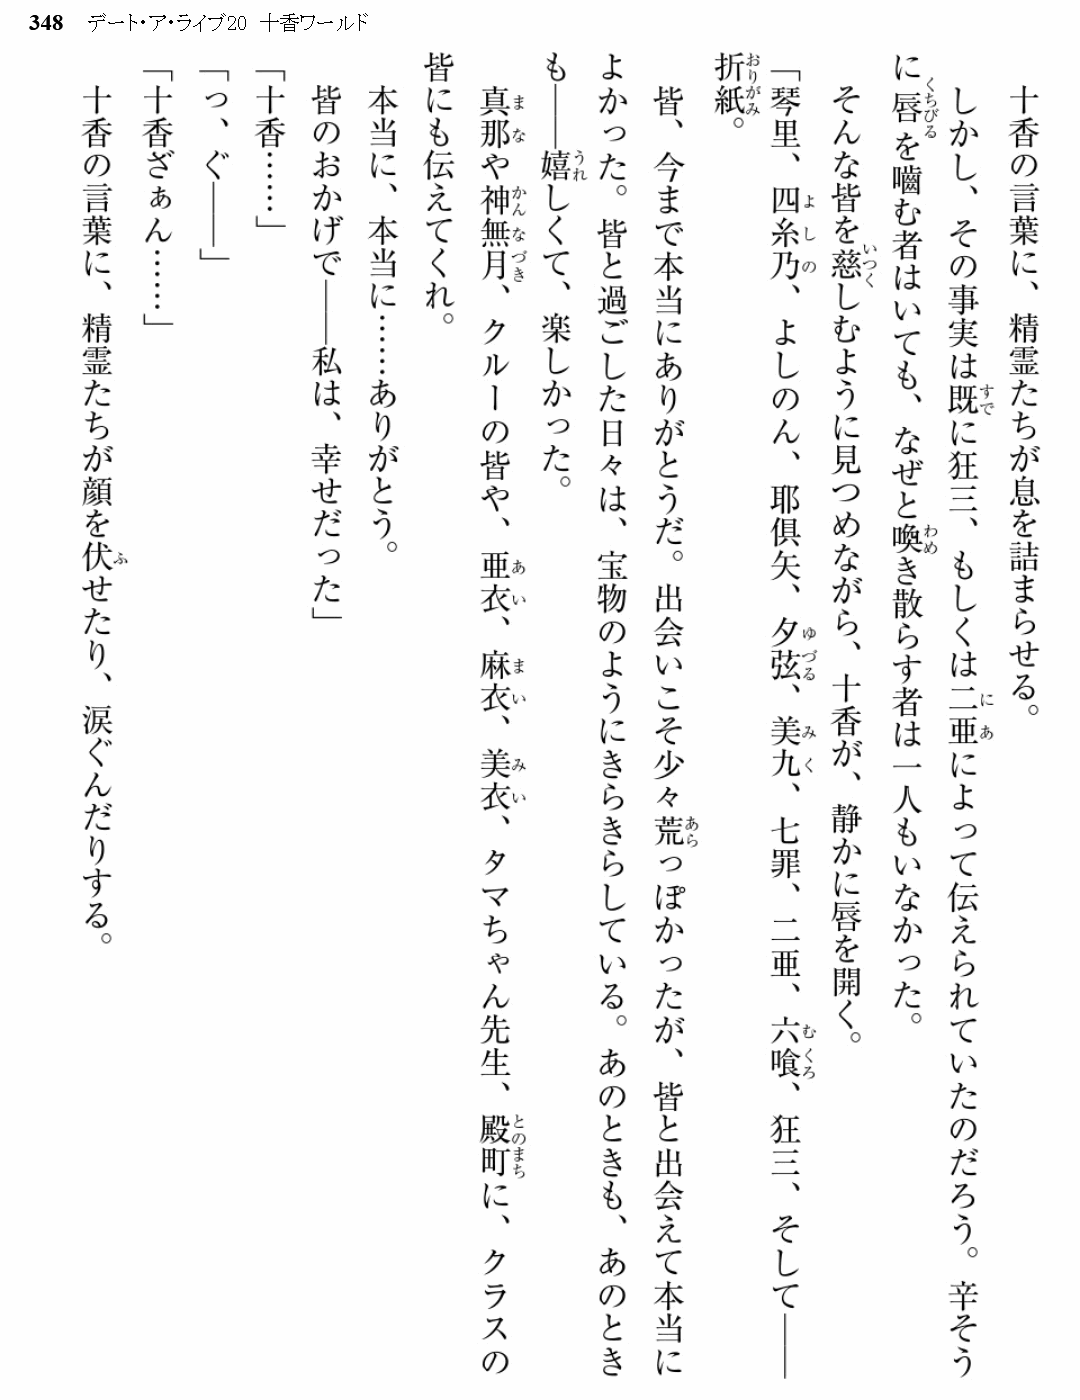 348 デート・ア・ライブ20 十香ワールド
十香の言葉に、精霊たちが息を詰まらせる。
しかし、その事実は既に狂三、もしくは二亜によって伝えられていたのだろう。辛そう
に唇を嚙む者はいても、なぜと喚き散らす者は一人もいなかった。
そんな皆を慈しむように見つめながら、十香が、静かに唇を開く。
「琴里、四糸乃、よしのん、耶俱矢、夕弦、美九、七罪、二亜、六喰、狂三、そして――
折紙。
皆、今まで本当にありがとうだ。出会いこそ少々荒っぽかったが、皆と出会えて本当に
よかった。皆と過ごした日々は、宝物のようにきらきらしている。あのときも、あのとき
も――嬉しくて、楽しかった。
真那や神無月、クルーの皆や、亜衣、麻衣、美衣、タマちゃん先生、殿町に、クラスの
皆にも伝えてくれ。
本当に、本当に……ありがとう。
皆のおかげで――私は、幸せだった」
「十香……」
「っ、ぐ――」
「十香ざぁん……」
十香の言葉に、精霊たちが顔を伏せたり、涙ぐんだりする。